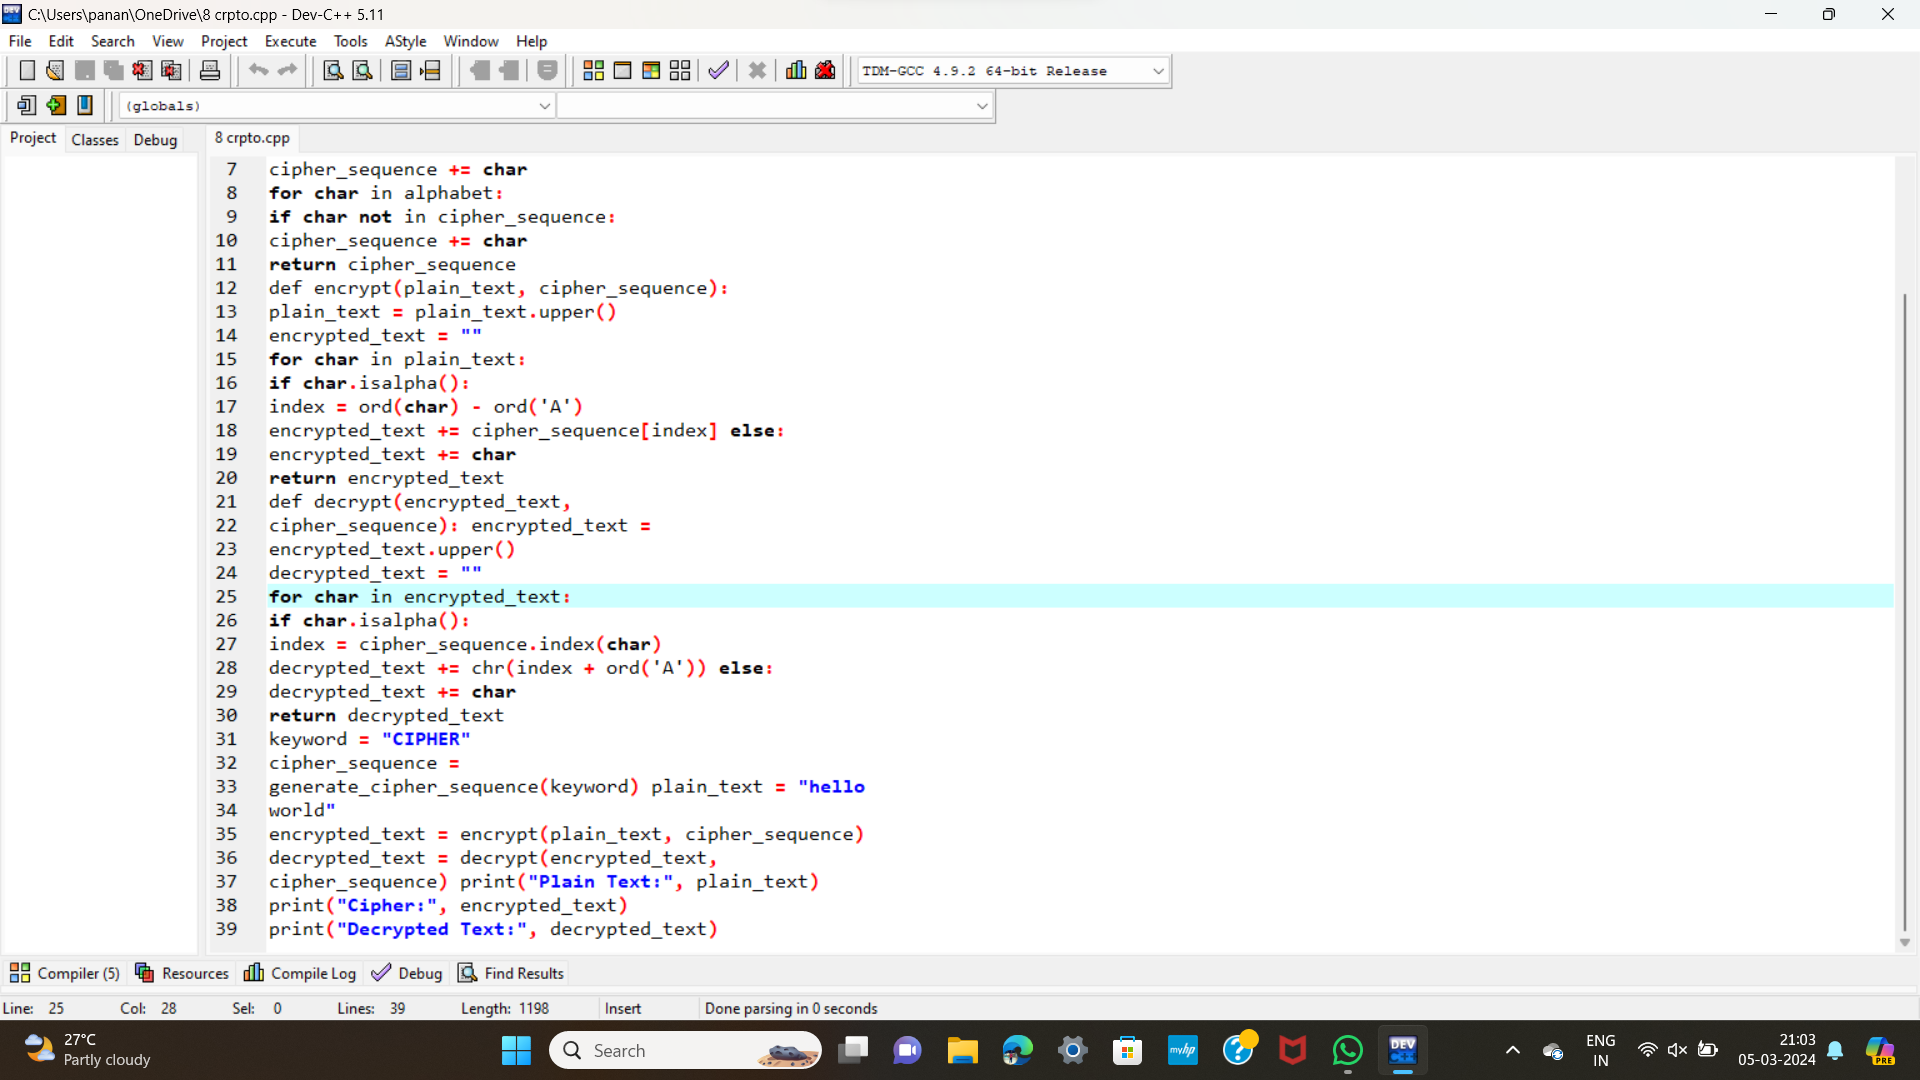 C:\Users\panan\OneDrive\8 crpto.cpp - Dev-C++ 5.11
File Edit Search View Project Execute Tools AStyle Window Help
TDM-GCC 4.9.2 64-bit Release
(globals)
Project Classes Debug
8 crpto.cpp
7 cipher_sequence += char
8 for char in alphabet:
9 if char not in cipher_sequence:
10 cipher_sequence += char
11 return cipher_sequence
12 def encrypt(plain_text, cipher_sequence):
13 plain_text = plain_text.upper()
14 encrypted_text = ""
15 for char in plain_text:
16 if char.isalpha():
17 index = ord(char) - ord('A')
18 encrypted_text += cipher_sequence[index] else:
19 encrypted_text += char
20 return encrypted_text
21 def decrypt(encrypted_text,
22 cipher_sequence): encrypted_text =
23 encrypted_text.upper()
24 decrypted_text = ""
25 for char in encrypted_text:
26 if char.isalpha():
27 index = cipher_sequence.index(char)
28 decrypted_text += chr(index + ord('A')) else:
29 decrypted_text += char
30 return decrypted_text
31 keyword = "CIPHER"
32 cipher_sequence =
33 generate_cipher_sequence(keyword) plain_text = "hello
34 world"
35 encrypted_text = encrypt(plain_text, cipher_sequence)
36 decrypted_text = decrypt(encrypted_text,
37 cipher_sequence) print("Plain Text:", plain_text)
38 print("Cipher:", encrypted_text)
39 print("Decrypted Text:", decrypted_text)
Compiler (5) Resources Compile Log Debug Find Results
Line: 25 Col: 28 Sel: 0 Lines: 39 Length: 1198 Insert Done parsing in 0 seconds
27°C
Partly cloudy
Search
myhp
DEV
C++
ENG
IN
21:03
05-03-2024
PRE